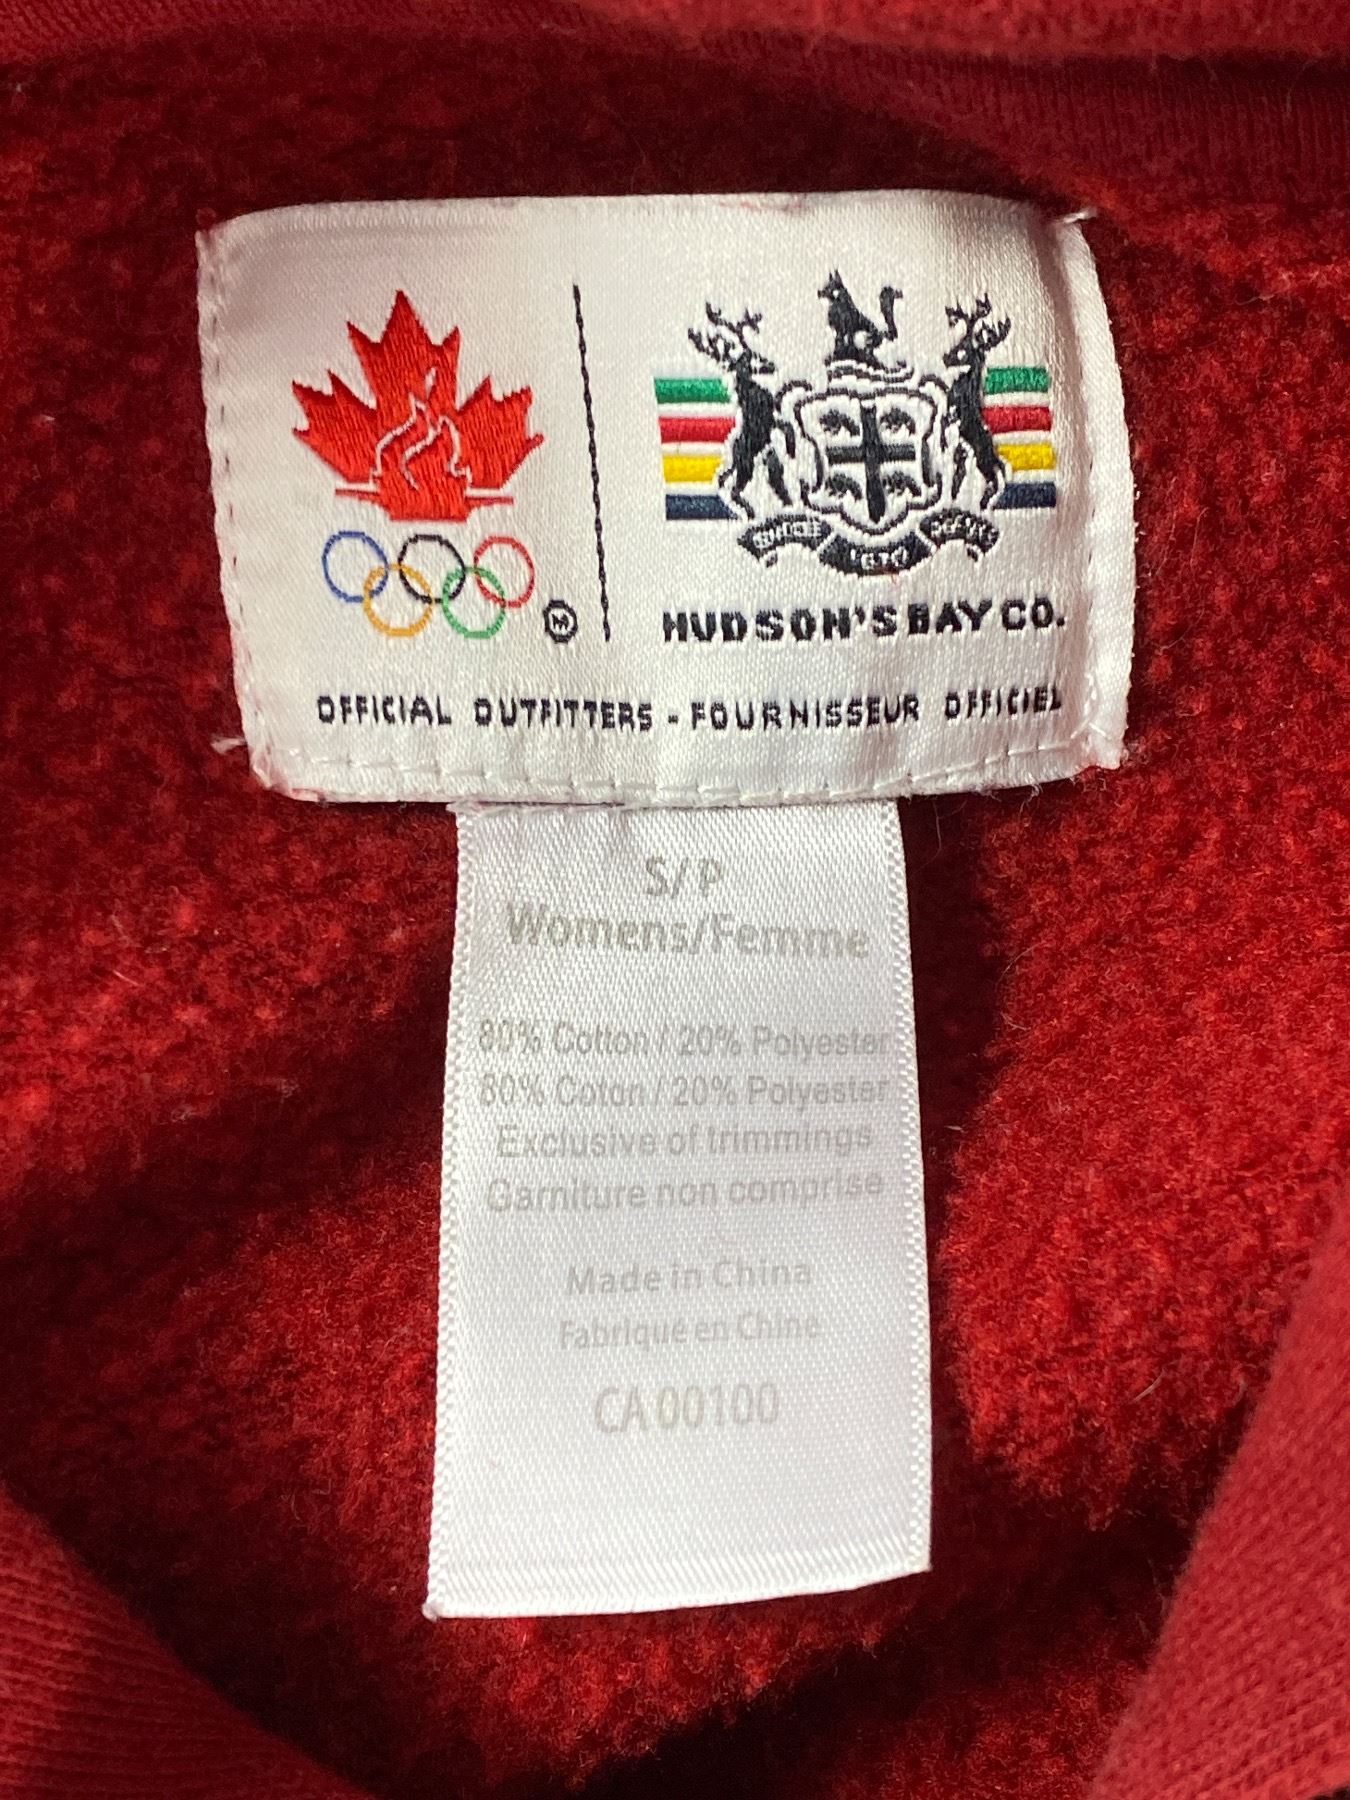 M
HUDSON'S BAY CO.
OFFICIAL OUTFITTERS - FOURNISSEUR OFFICIEL
S/P
Womens/Femme
80% Cotton / 20% Polyester
80% Coton / 20% Polyester
Exclusive of trimmings
Garniture non comprise
Made in China
Fabriqué en Chine
CA 00100